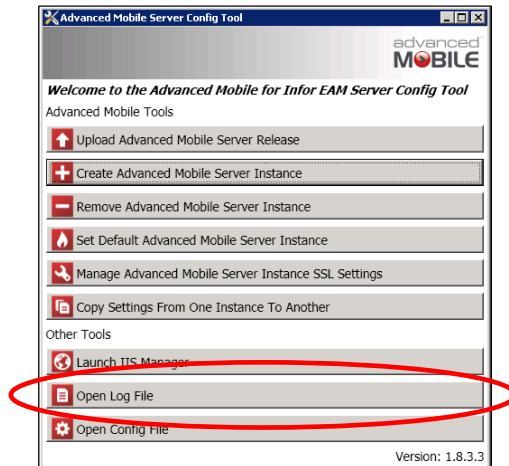 Advanced Mobile Server Config Tool
advanced
MOBILE
Welcome to the Advanced Mobile for Infor EAM Server Config Tool
Advanced Mobile Tools
Upload Advanced Mobile Server Release
Create Advanced Mobile Server Instance
Remove Advanced Mobile Server Instance
Set Default Advanced Mobile Server Instance
Manage Advanced Mobile Server Instance SSL Settings
Copy Settings From One Instance To Another
Other Tools
Launch IIS Manager
Open Log File
Open Config File
Version: 1.8.3.3